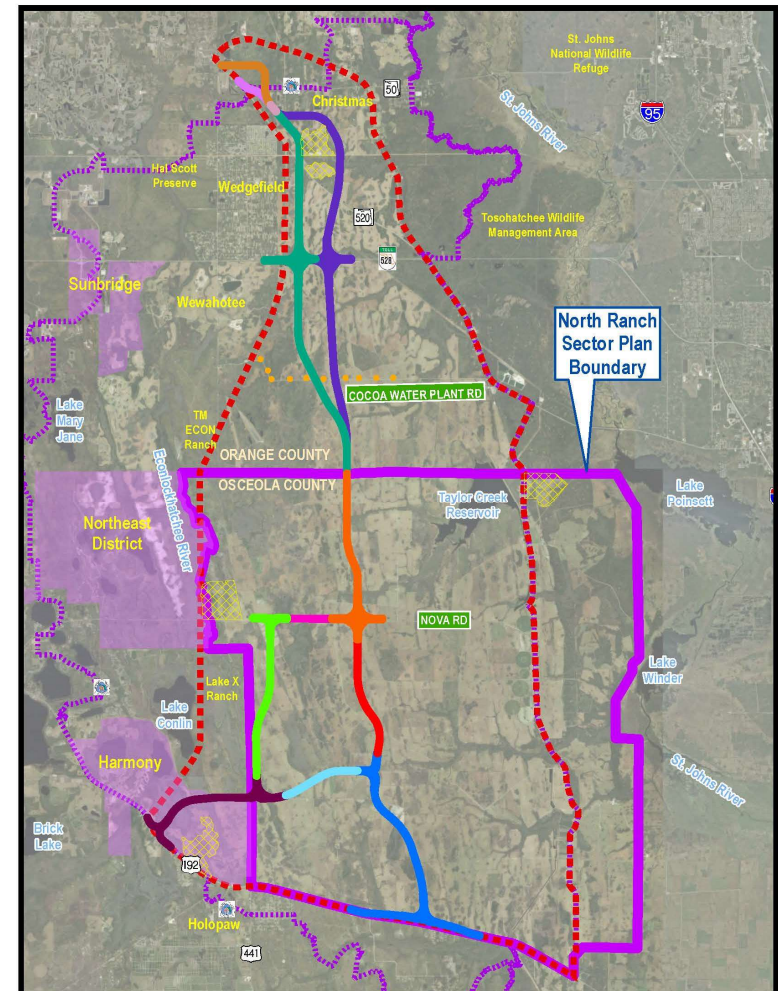 St. Johns
National Wildlife
Refuge
50
95
Christmas
St. Johns River
Hal Scott
Preserve
Wedgefield
520
Tosohatchee Wildlife
Management Area
TOLL
528
Sunbridge
Wewahotee
North Ranch
Sector Plan
Boundary
COCOA WATER PLANT RD
Lake
Mary
Jane
TM
ECON
Ranch
ORANGE COUNTY
OSCEOLA COUNTY
Econlockhatchee River
Taylor Creek
Reservoir
Lake
Poinsett
Northeast
District
NOVA RD
Lake X
Ranch
Lake
Conlin
Lake
Winder
Harmony
St. Johns River
Brick
Lake
192
Holopaw
441